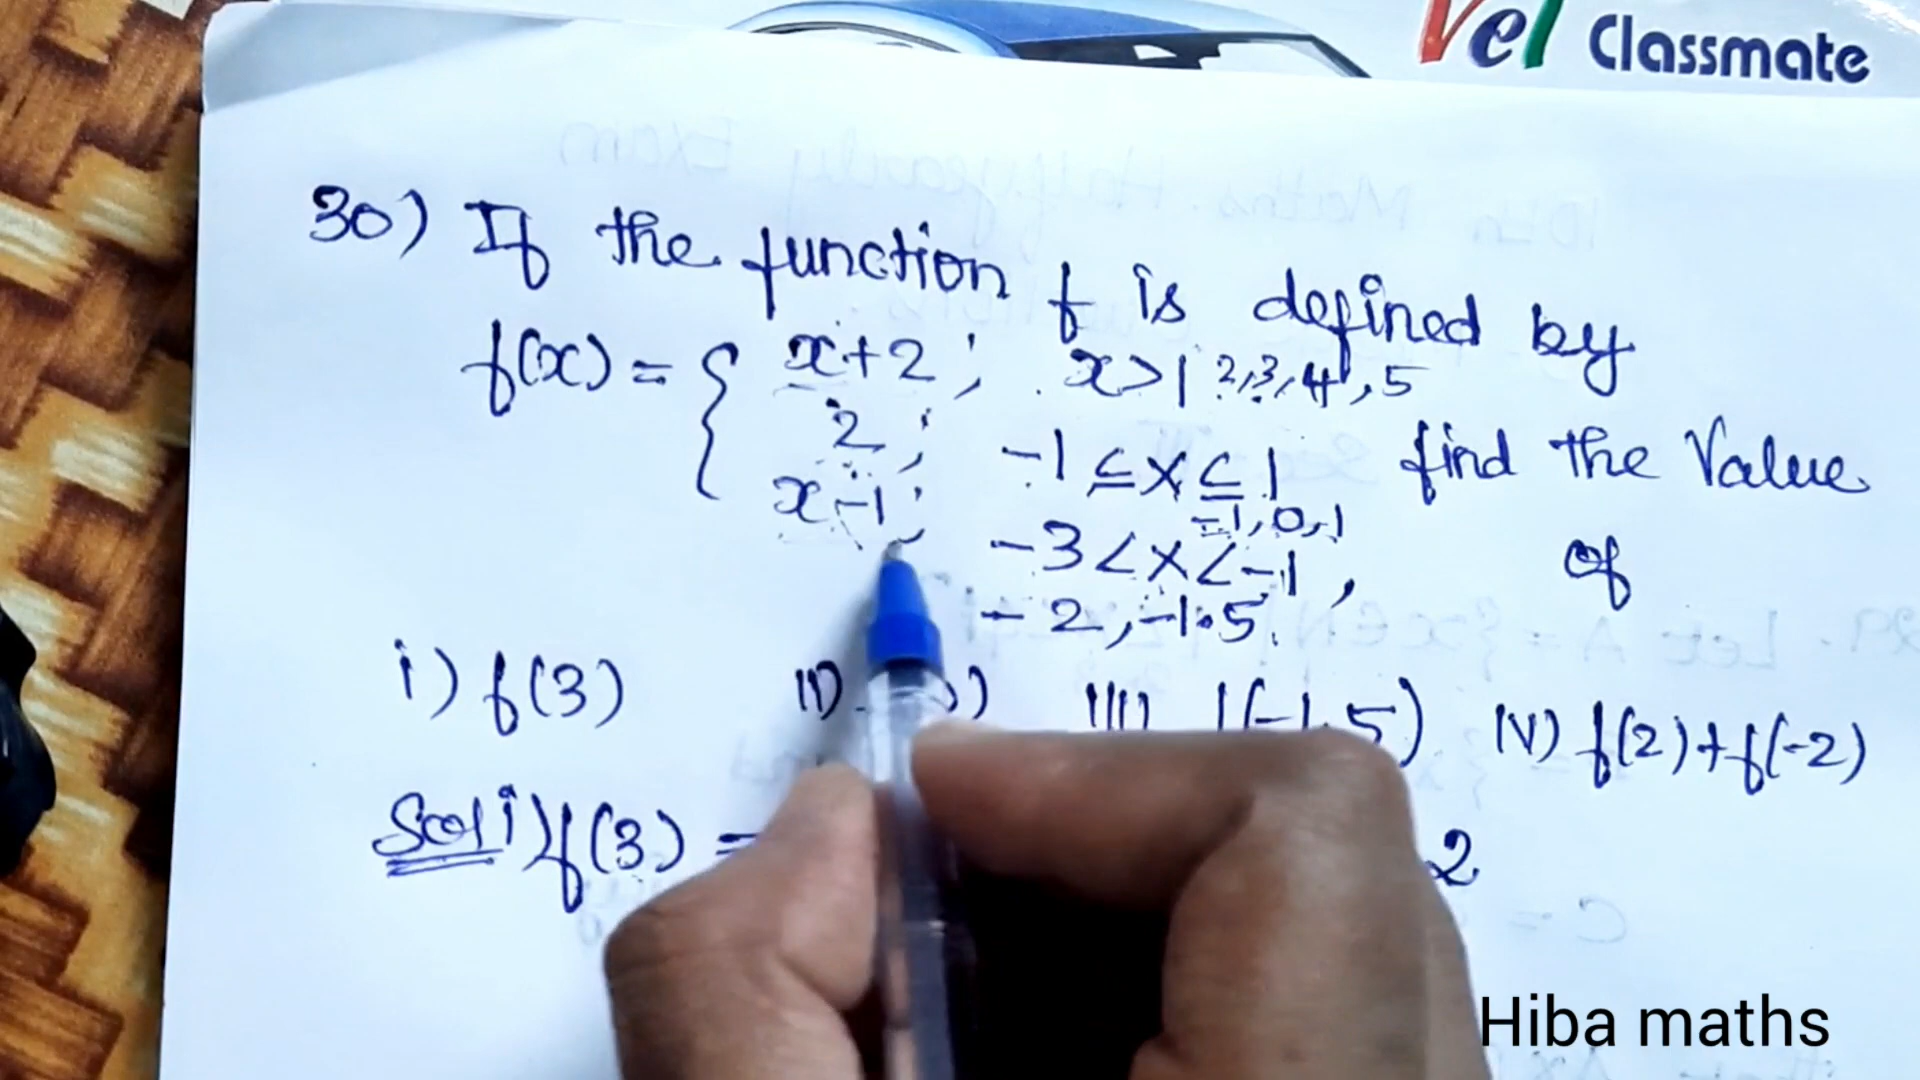 Vel Classmate
30) If the function f is defined by
f(x) = { x+2 ; x>1 2,3,4,5
2 ; -1 ≤ x ≤ 1 find the Value
-1,0,1
x-1 ; -3 < x < -1 , of
-2, -1.5
i) f(3) II) III) f(-1.5) IV) f(2)+f(-2)
Sol i) f(3) = 2
Hiba maths